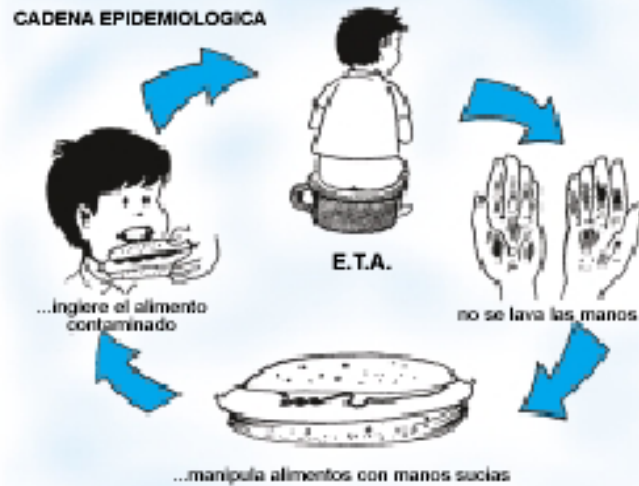 CADENA EPIDEMIOLOGICA
E.T.A.
no se lava las manos
...manipula alimentos con manos sucias
...ingiere el alimento
contaminado